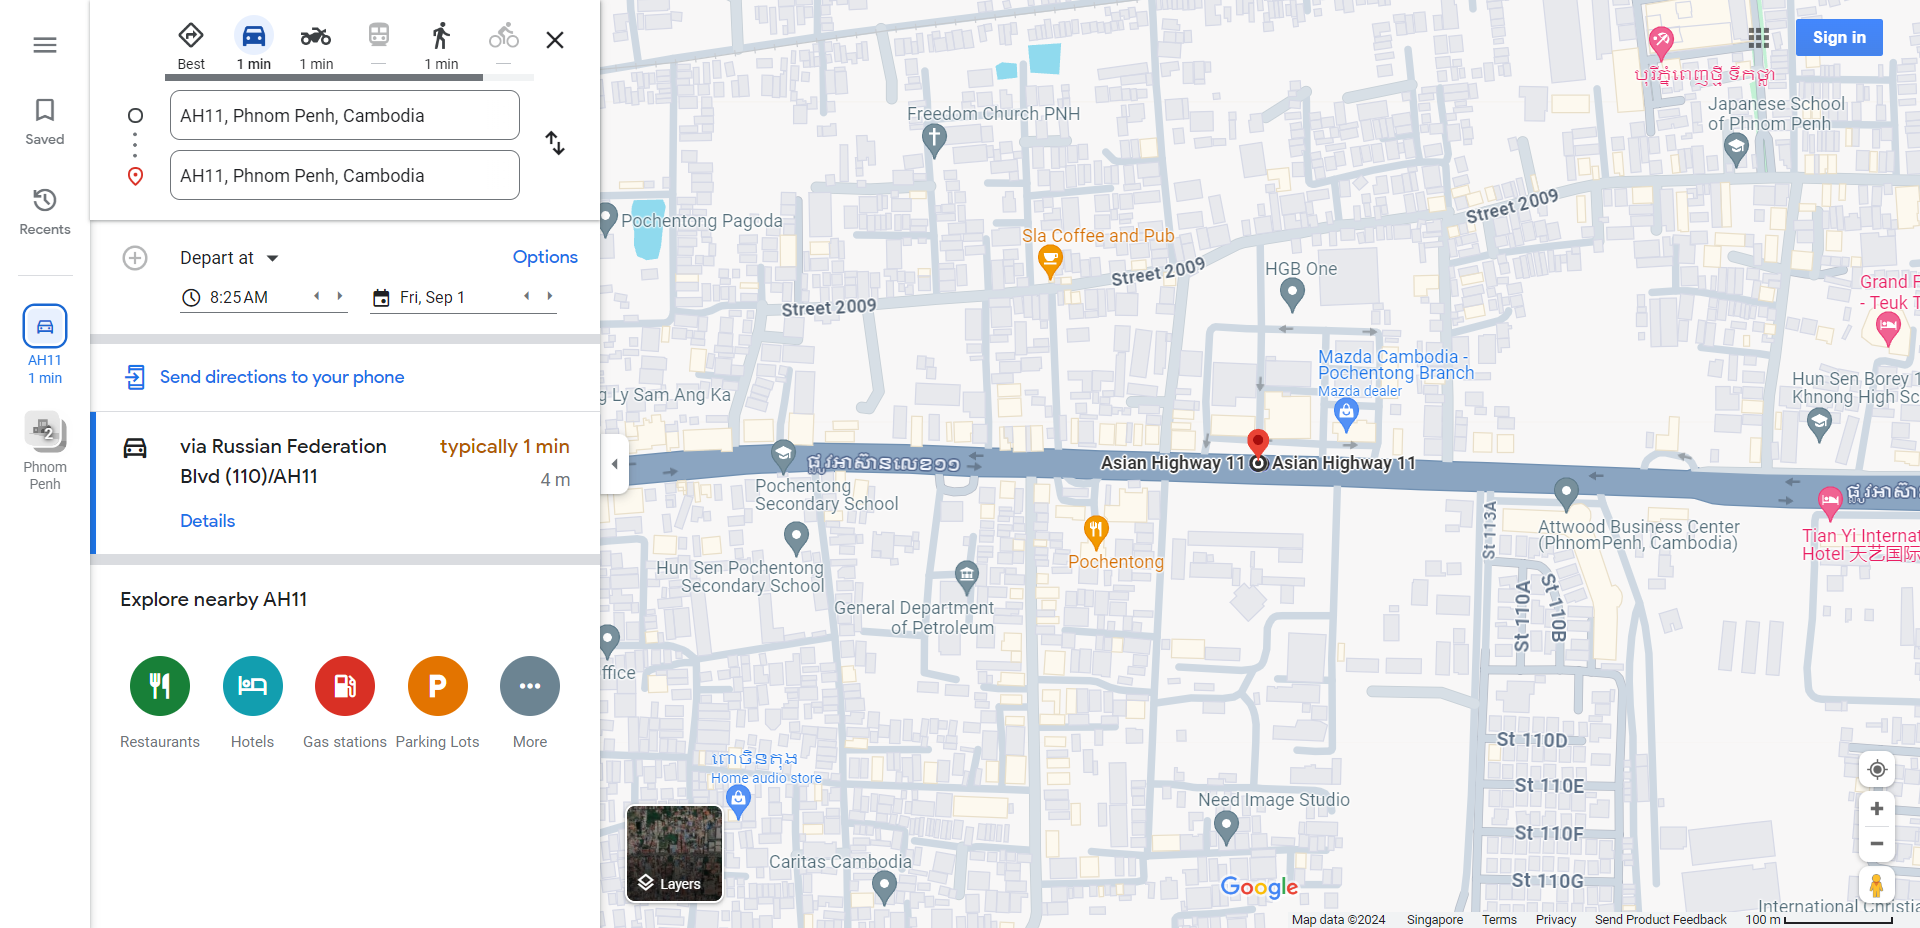 Best
1 min
1 min
1 min
AH11, Phnom Penh, Cambodia
AH11, Phnom Penh, Cambodia
Saved
Recents
AH11
1 min
2
Phnom
Penh
Depart at
Options
8:25 AM
Fri, Sep 1
Send directions to your phone
via Russian Federation
Blvd (110)/AH11
typically 1 min
4 m
Details
Explore nearby AH11
P
Restaurants
Hotels
Gas stations
Parking Lots
More
Layers
Sign in
បុរីភ្នំពេញថ្មី ទឹកថ្លា
Japanese School
of Phnom Penh
Freedom Church PNH
Pochentong Pagoda
Sla Coffee and Pub
Street 2009
Street 2009
Street 2009
HGB One
Grand
- Teuk
Mazda Cambodia -
Pochentong Branch
Mazda dealer
Hun Sen Borey 1
Khnong High Sc
g Ly Sam Ang Ka
ផ្លូវអាស៊ានលេខ១១
Asian Highway 11
Asian Highway 11
ផ្លូវអាស៊ា
Pochentong
Secondary School
Hun Sen Pochentong
Secondary School
Pochentong
General Department
of Petroleum
St 113A
Attwood Business Center
(PhnomPenh, Cambodia)
Tian Yi Internat
Hotel 天艺国际
St 110A
St 110B
ffice
St 110D
St 110E
St 110F
St 110G
ពោចិនតុង
Home audio store
Need Image Studio
Caritas Cambodia
Google
International Christia
Map data ©2024
Singapore
Terms
Privacy
Send Product Feedback
100 m